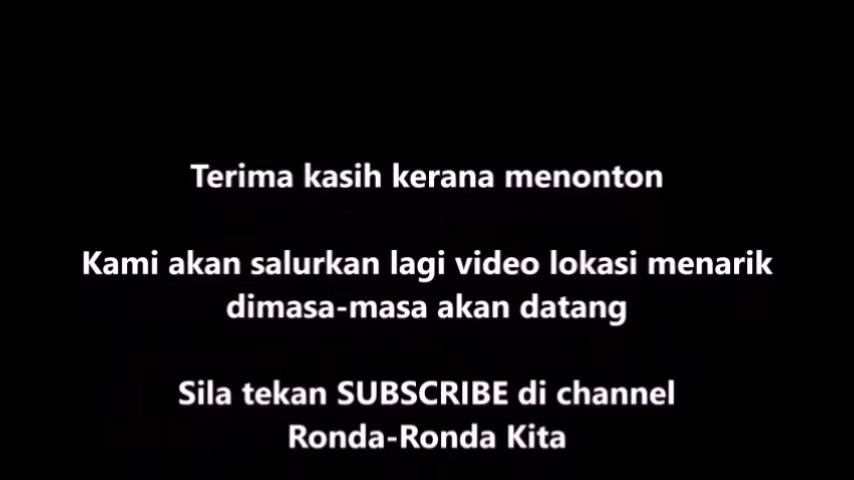 Terima kasih kerana menonton
Kami akan salurkan lagi video lokasi menarik
dimasa-masa akan datang
Sila tekan SUBSCRIBE di channel
Ronda-Ronda Kita